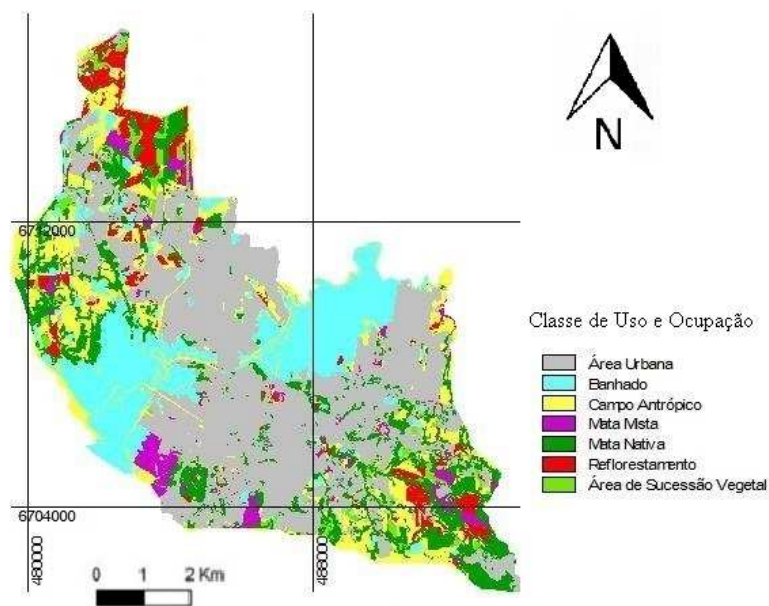 N
6712000
Classe de Uso e Ocupação
Área Urbana
Banhado
Campo Antrópico
Mata Msta
Mata Nativa
Reflorestamento
Área de Sucessão Vegetal
6704000
480000
488000
0 1 2 Km